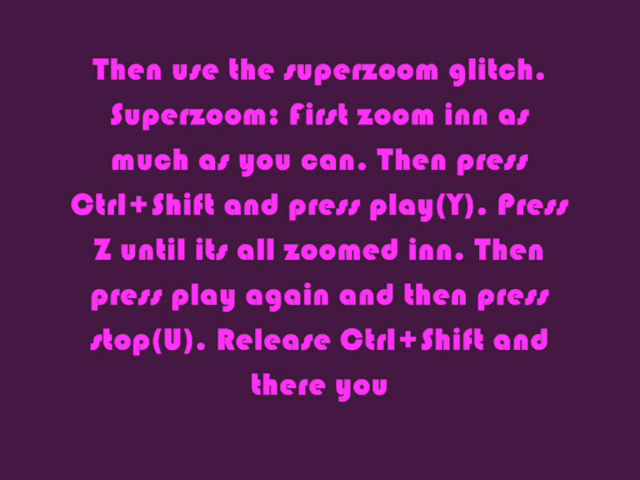 Then use the superzoom glitch.
Superzoom: First zoom inn as
much as you can. Then press
Ctrl+Shift and press play(Y). Press
Z until its all zoomed inn. Then
press play again and then press
stop(U). Release Ctrl+Shift and
there you